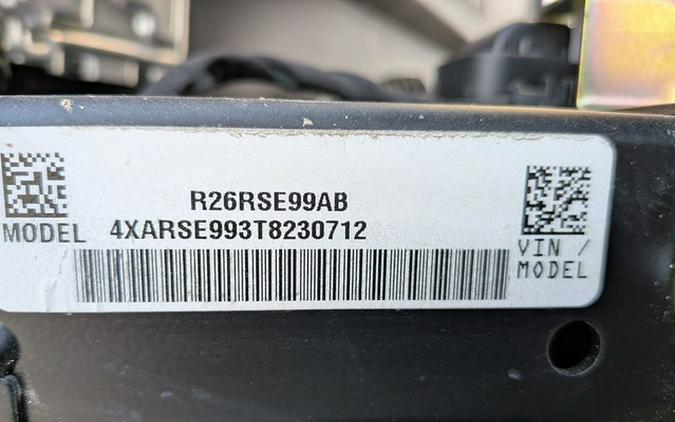 R26RSE99AB
MODEL 4XARSE993T8230712
VIN /
MODEL